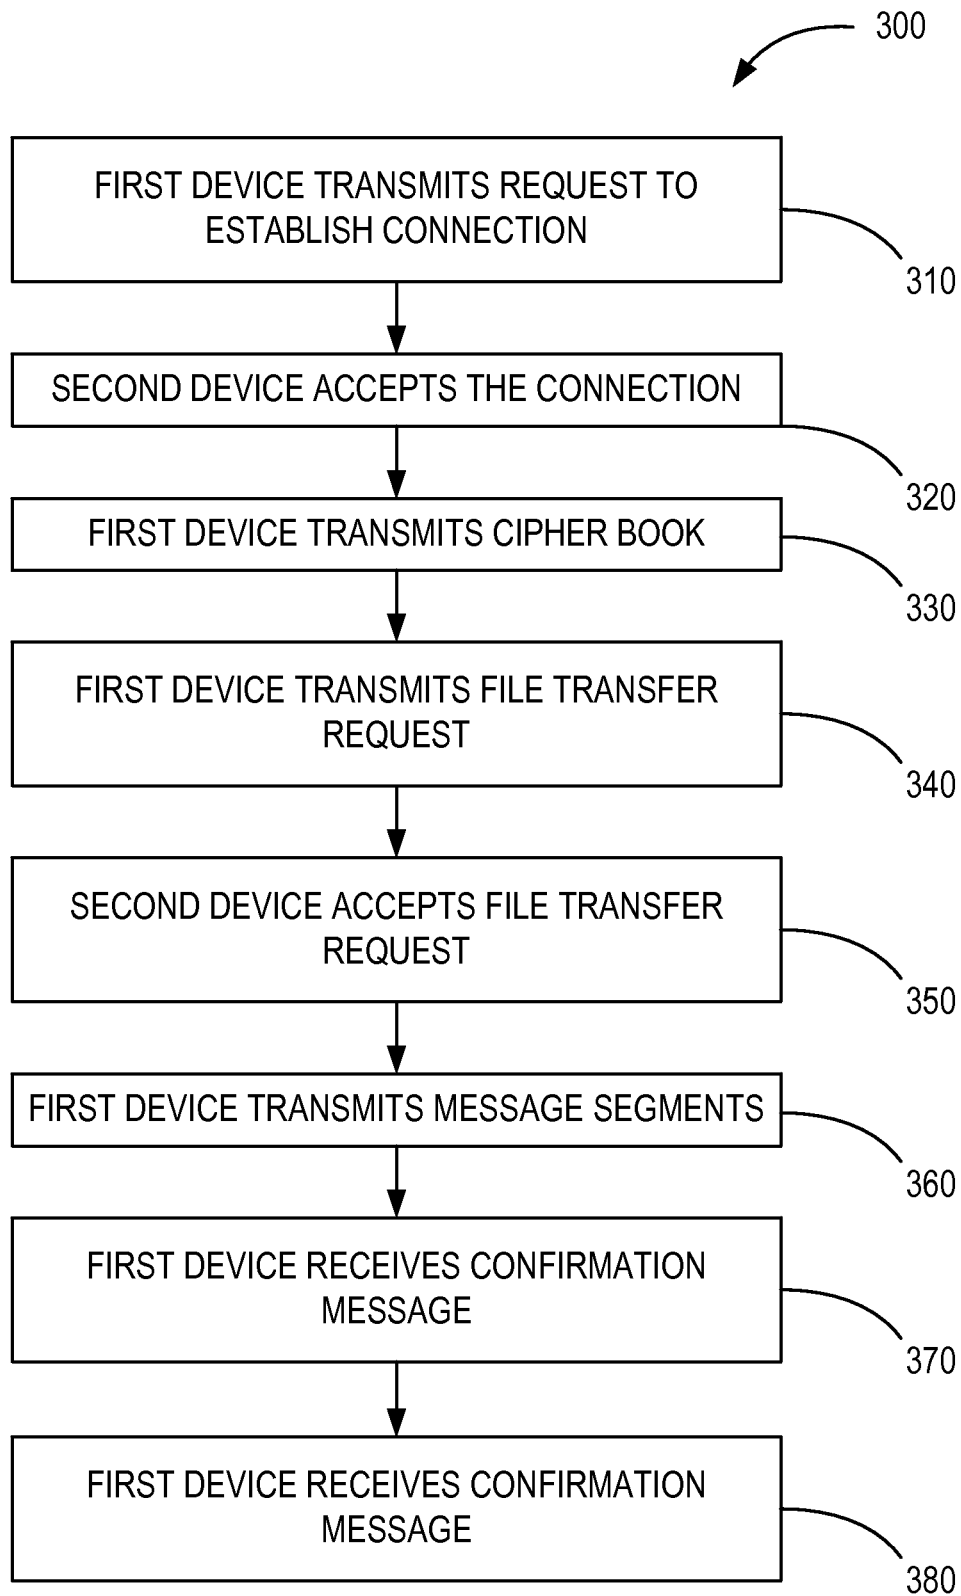 300
FIRST DEVICE TRANSMITS REQUEST TO
ESTABLISH CONNECTION
310
SECOND DEVICE ACCEPTS THE CONNECTION
320
FIRST DEVICE TRANSMITS CIPHER BOOK
330
FIRST DEVICE TRANSMITS FILE TRANSFER
REQUEST
340
SECOND DEVICE ACCEPTS FILE TRANSFER
REQUEST
350
FIRST DEVICE TRANSMITS MESSAGE SEGMENTS
360
FIRST DEVICE RECEIVES CONFIRMATION
MESSAGE
370
FIRST DEVICE RECEIVES CONFIRMATION
MESSAGE
380